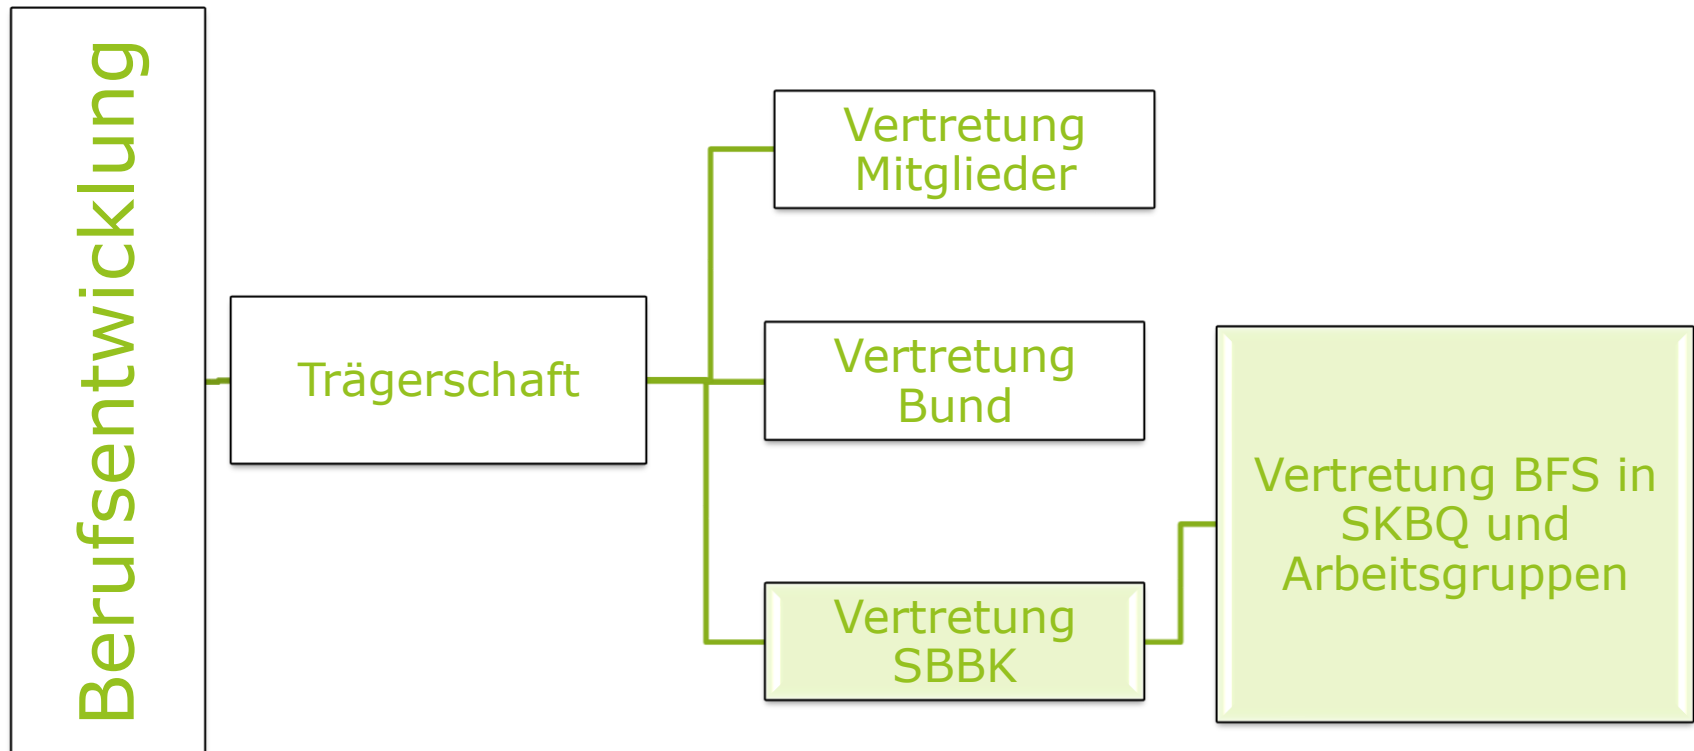 Berufsentwicklung
Trägerschaft
Vertretung
Mitglieder
Vertretung
Bund
Vertretung
SBBK
Vertretung BFS in
SKBQ und
Arbeitsgruppen